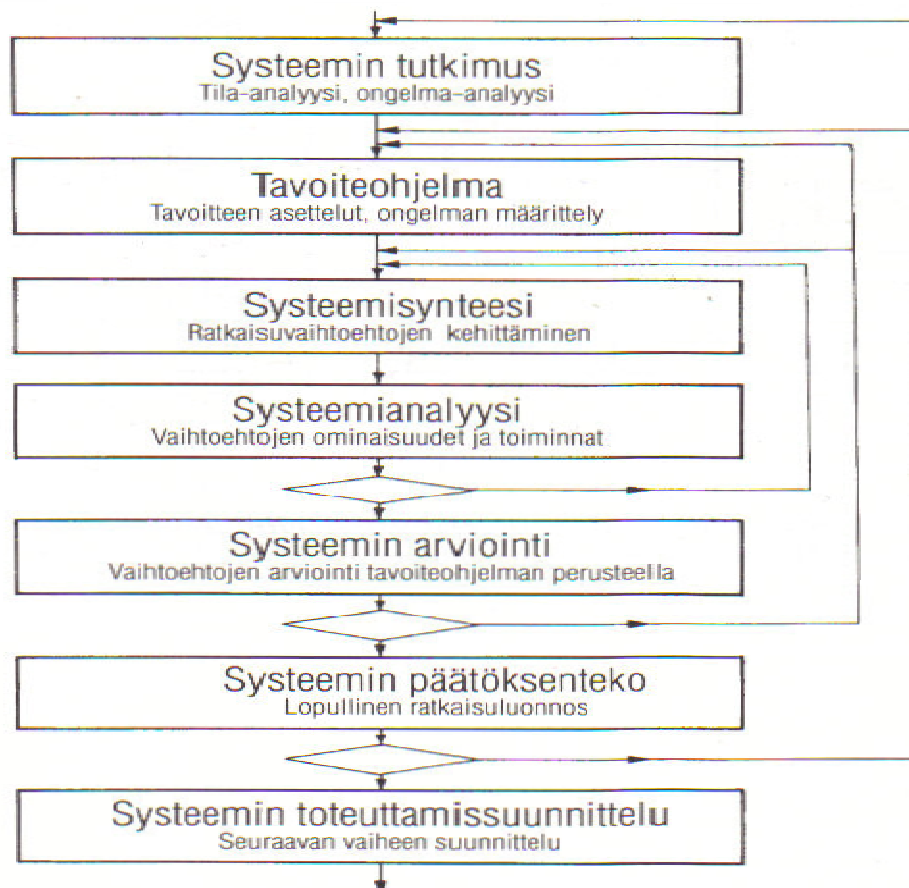 Systeemin tutkimus
Tila-analyysi, ongelma-analyysi
Tavoiteohjelma
Tavoitteen asettelut, ongelman määrittely
Systeemisynteesi
Ratkaisuvaihtoehtojen kehittäminen
Systeemianalyysi
Vaihtoehtojen ominaisuudet ja toiminnat
Systeemin arviointi
Vaihtoehtojen arviointi tavoiteohjelman perusteella
Systeemin päätöksenteko
Lopullinen ratkaisuluonnos
Systeemin toteuttamissuunnittelu
Seuraavan vaiheen suunnittelu